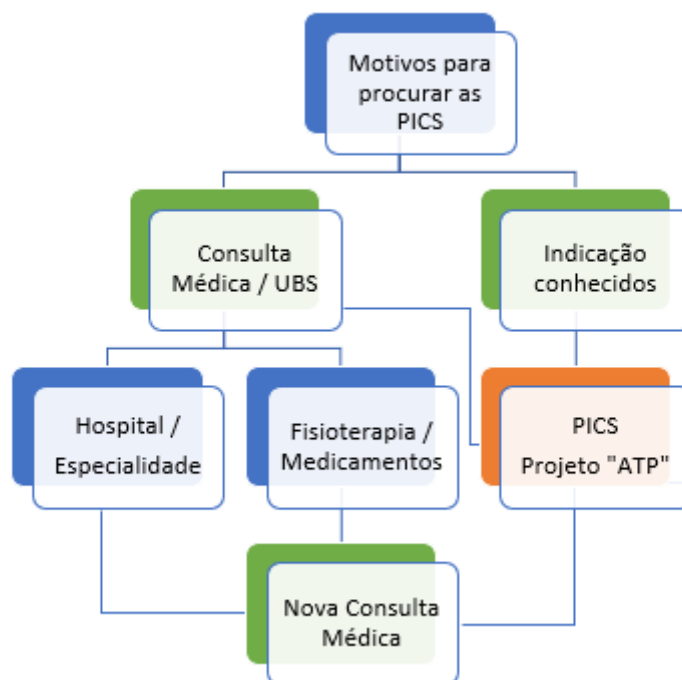 Motivos para
procurar as
PICS
Consulta
Médica / UBS
Indicação
conhecidos
Hospital /
Especialidade
Fisioterapia /
Medicamentos
PICS
Projeto "ATP"
Nova Consulta
Médica